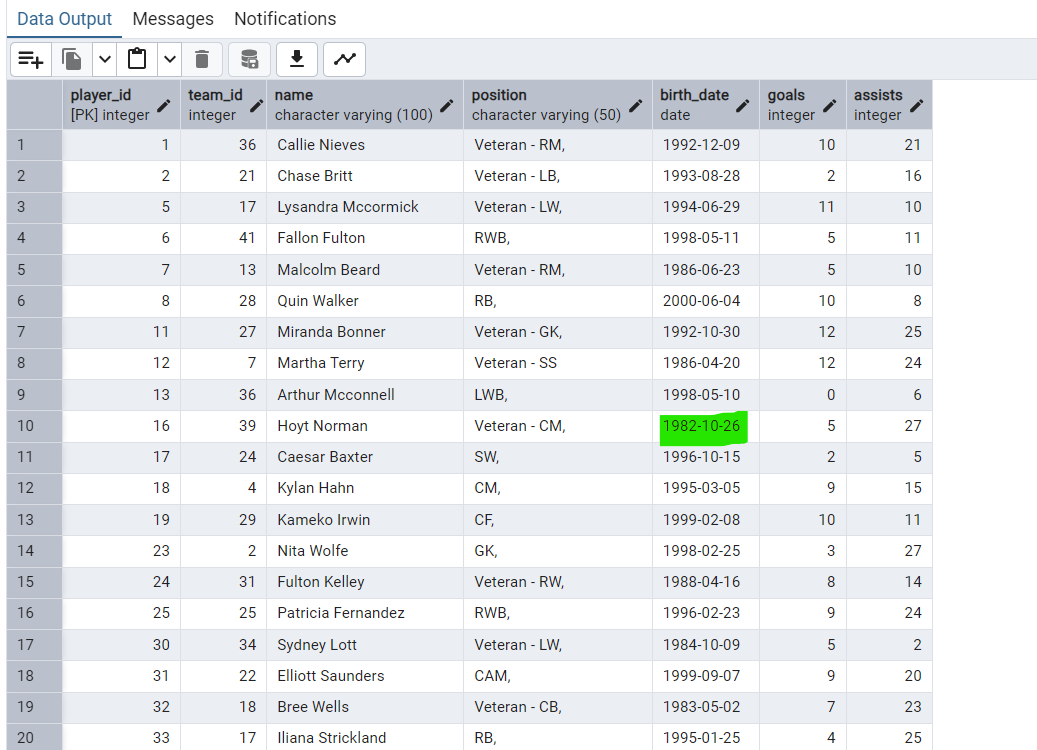 Data Output Messages Notifications
player_id team_id name position birth_date goals assists
[PK] integer integer character varying (100) character varying (50) date integer integer
1 1 36 Callie Nieves Veteran - RM, 1992-12-09 10 21
2 2 21 Chase Britt Veteran - LB, 1993-08-28 2 16
3 5 17 Lysandra Mccormick Veteran - LW, 1994-06-29 11 10
4 6 41 Fallon Fulton RWB, 1998-05-11 5 11
5 7 13 Malcolm Beard Veteran - RM, 1986-06-23 5 10
6 8 28 Quin Walker RB, 2000-06-04 10 8
7 11 27 Miranda Bonner Veteran - GK, 1992-10-30 12 25
8 12 7 Martha Terry Veteran - SS 1986-04-20 12 24
9 13 36 Arthur Mcconnell LWB, 1998-05-10 0 6
10 16 39 Hoyt Norman Veteran - CM, 1982-10-26 5 27
11 17 24 Caesar Baxter SW, 1996-10-15 2 5
12 18 4 Kylan Hahn CM, 1995-03-05 9 15
13 19 29 Kameko Irwin CF, 1999-02-08 10 11
14 23 2 Nita Wolfe GK, 1998-02-25 3 27
15 24 31 Fulton Kelley Veteran - RW, 1988-04-16 8 14
16 25 25 Patricia Fernandez RWB, 1996-02-23 9 24
17 30 34 Sydney Lott Veteran - LW, 1984-10-09 5 2
18 31 22 Elliott Saunders CAM, 1999-09-07 9 20
19 32 18 Bree Wells Veteran - CB, 1983-05-02 7 23
20 33 17 Iliana Strickland RB, 1995-01-25 4 25